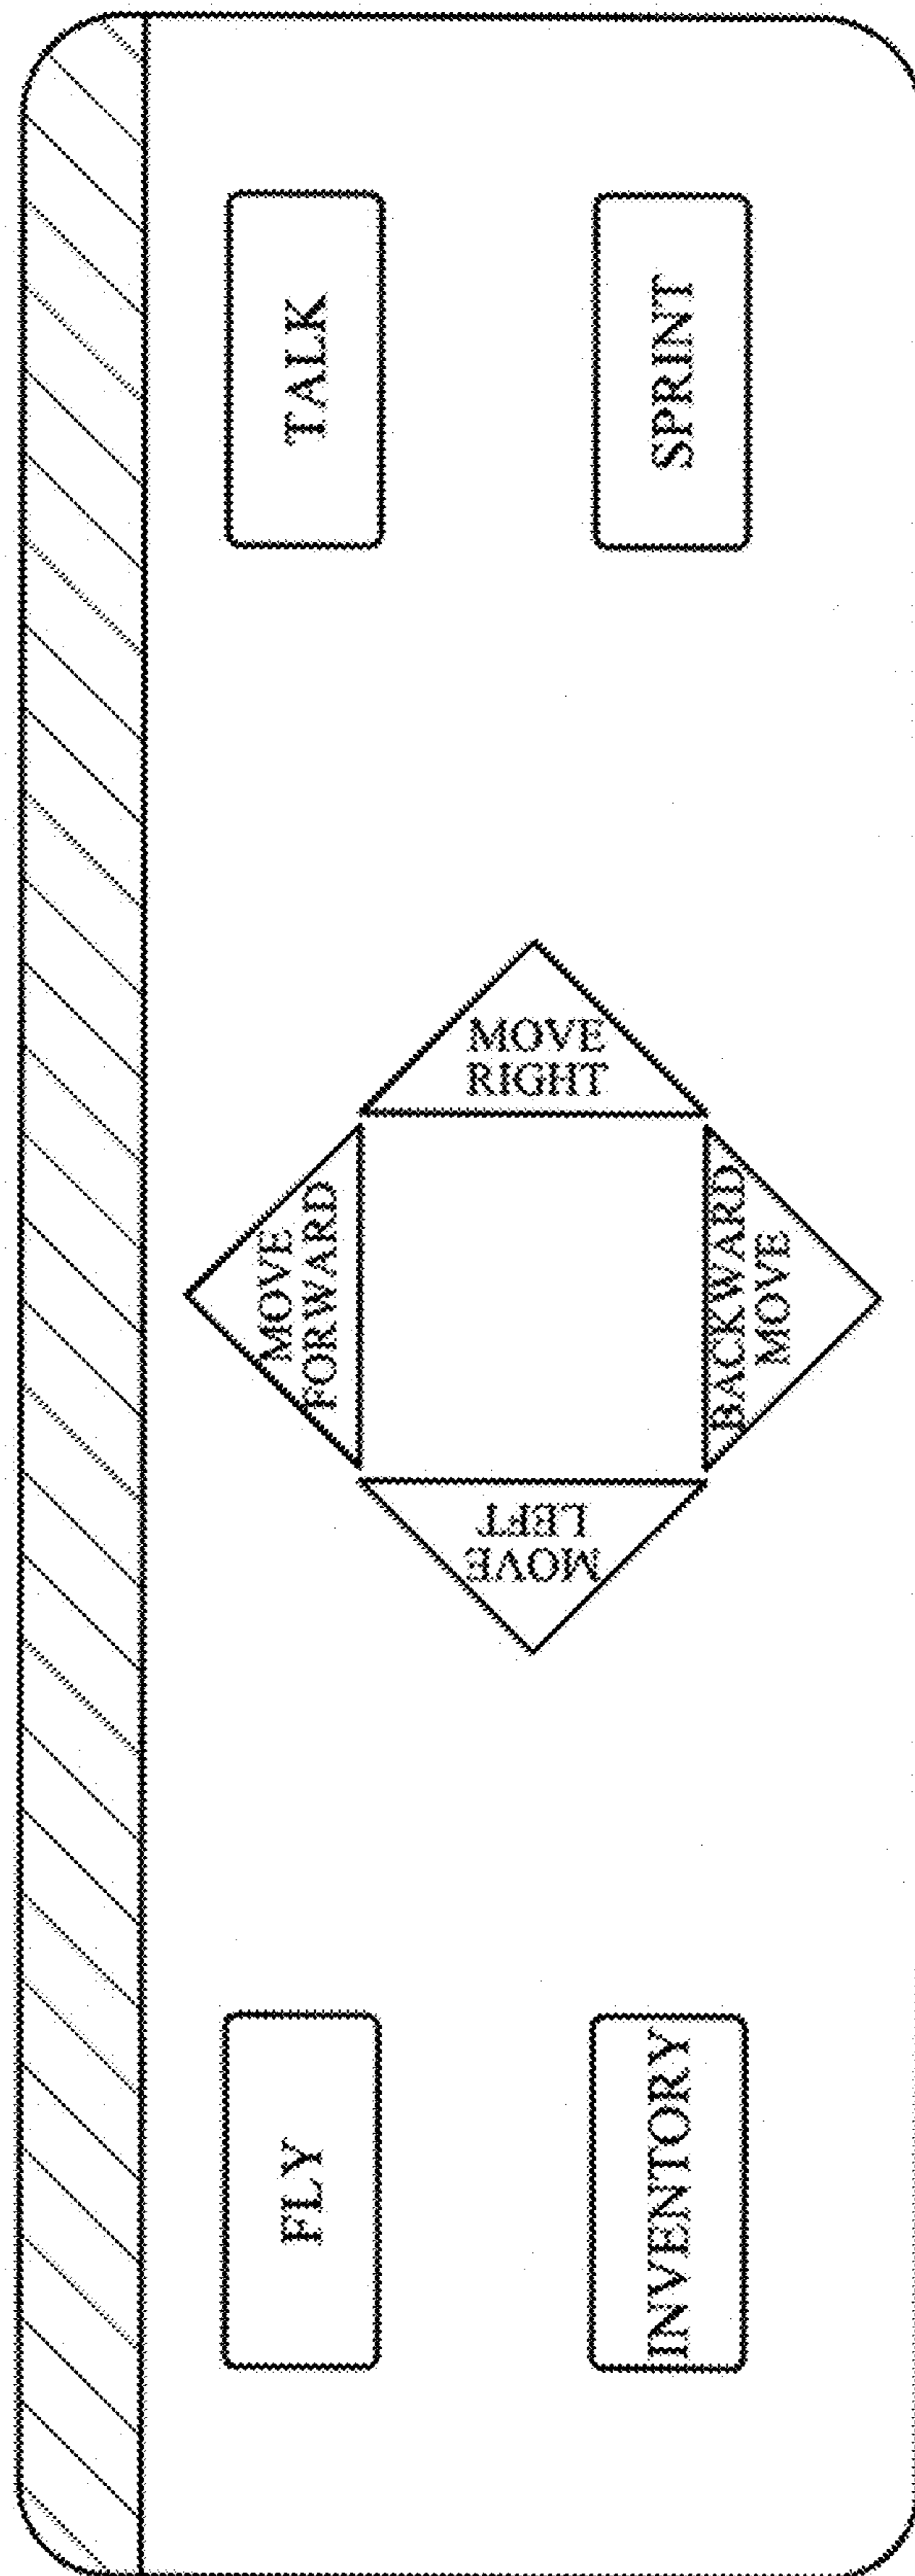 FLY
MOVE
FORWARD
TALK
MOVE
LEFT
MOVE
RIGHT
INVENTORY
BACKWARD
MOVE
SPRINT